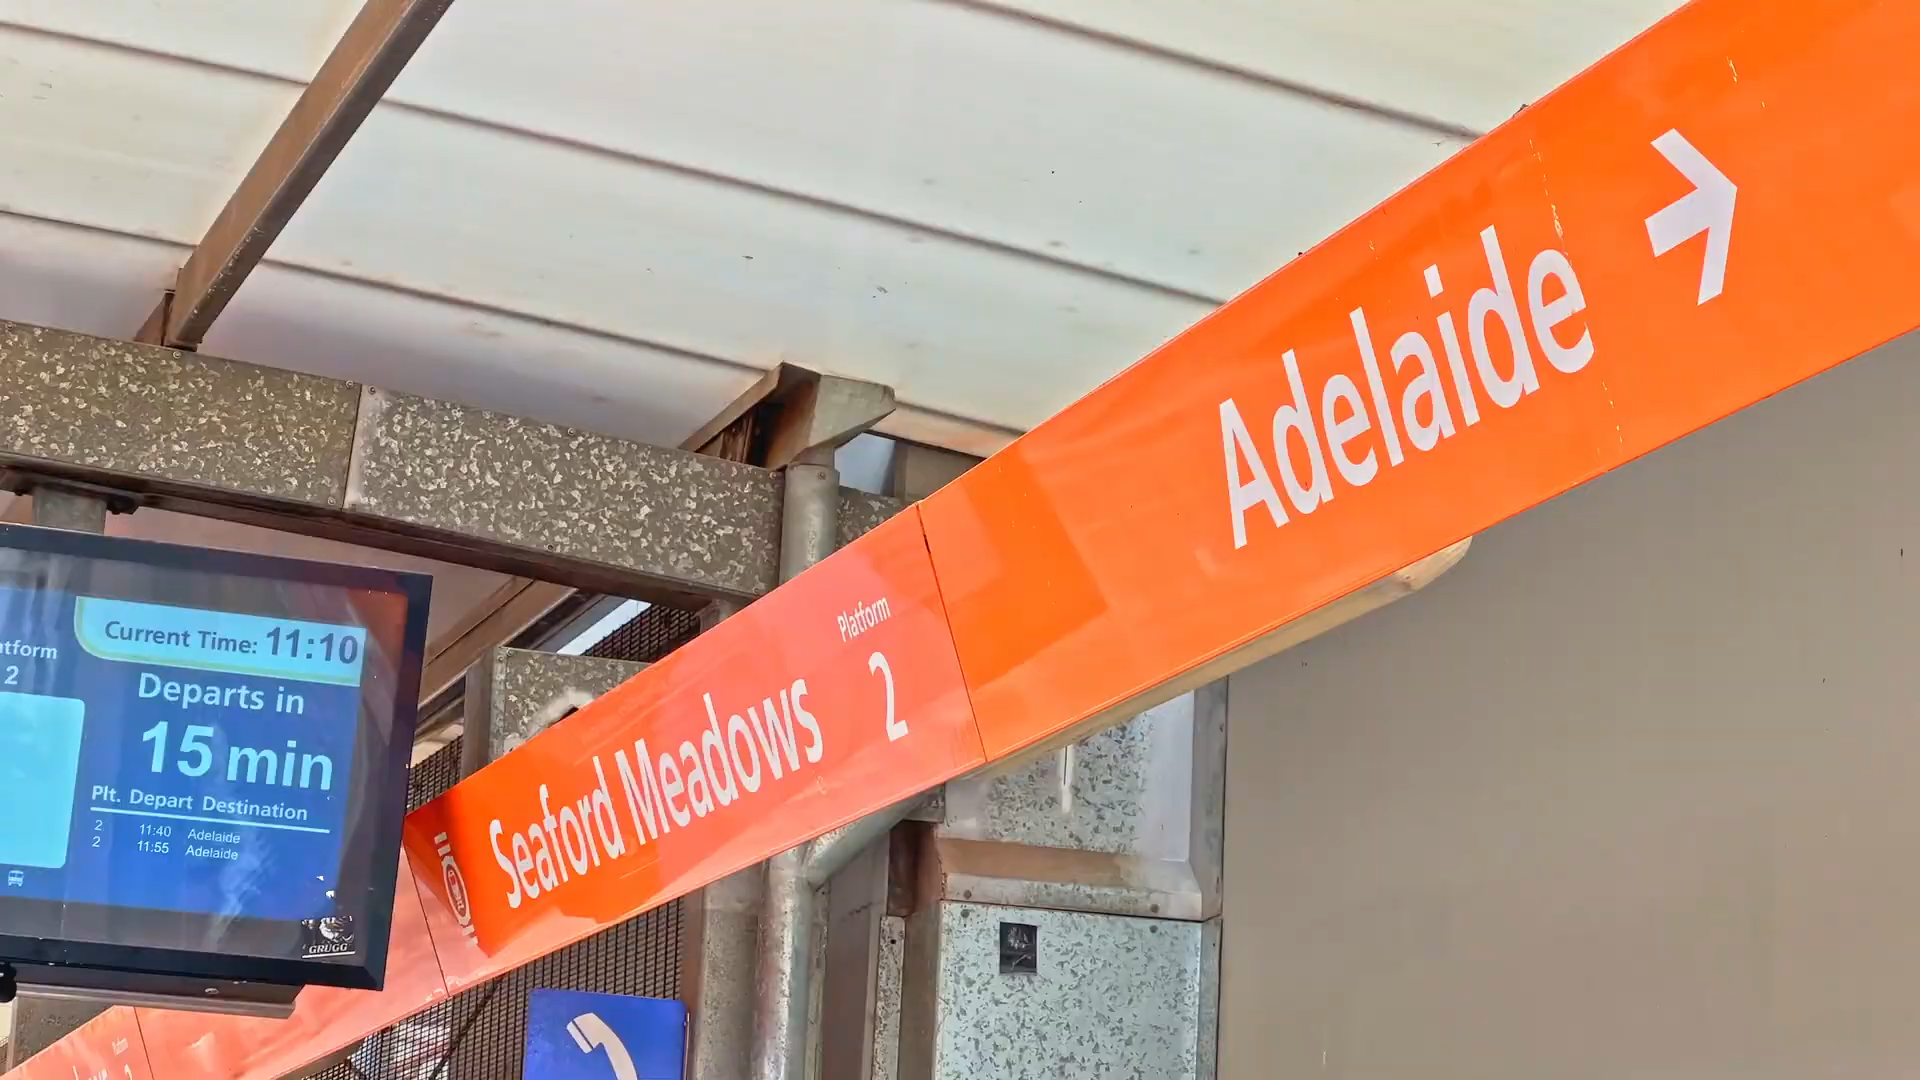 Adelaide
Platform
2
Seaford Meadows
atform
2
Current Time: 11:10
Departs in
15 min
Plt. Depart Destination
2 11:40 Adelaide
2 11:55 Adelaide
GRUGG